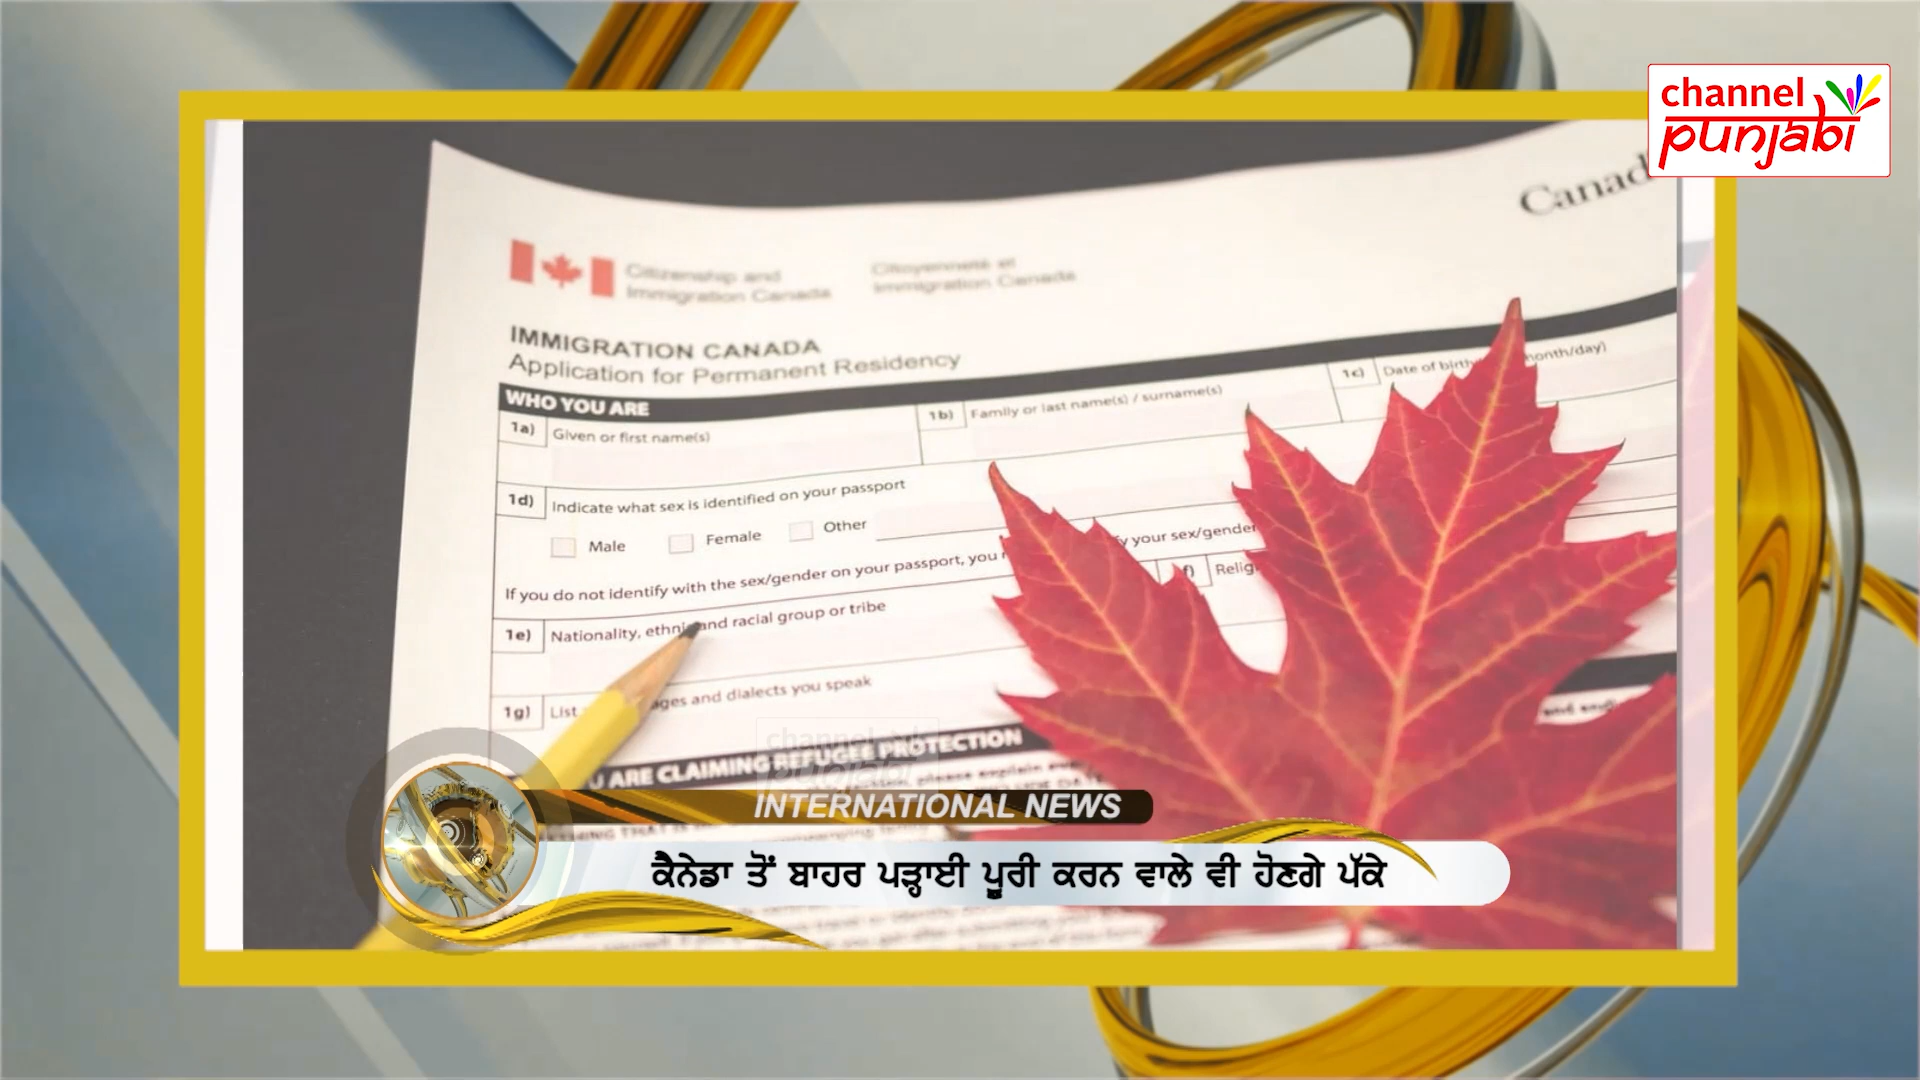 channel
punjabi
Canad
Citizenship and
Immigration Canada
Citoyenneté et
Immigration Canada
IMMIGRATION CANADA
Application for Permanent Residency
WHO YOU ARE
1a) Given or first name(s)
1b) Family or last name(s) / surname(s)
1c) Date of birth month/day)
1d) Indicate what sex is identified on your passport
Male Female Other
If you do not identify with the sex/gender on your passport, you your sex/gender
1e) Nationality, ethnic and racial group or tribe
f) Relig
1g) List ages and dialects you speak
U ARE CLAIMING REFUGEE PROTECTION
channel
punjabi
INTERNATIONAL NEWS
ਕੈਨੇਡਾ ਤੋਂ ਬਾਹਰ ਪੜ੍ਹਾਈ ਪੂਰੀ ਕਰਨ ਵਾਲੇ ਵੀ ਹੋਣਗੇ ਪੱਕੇ